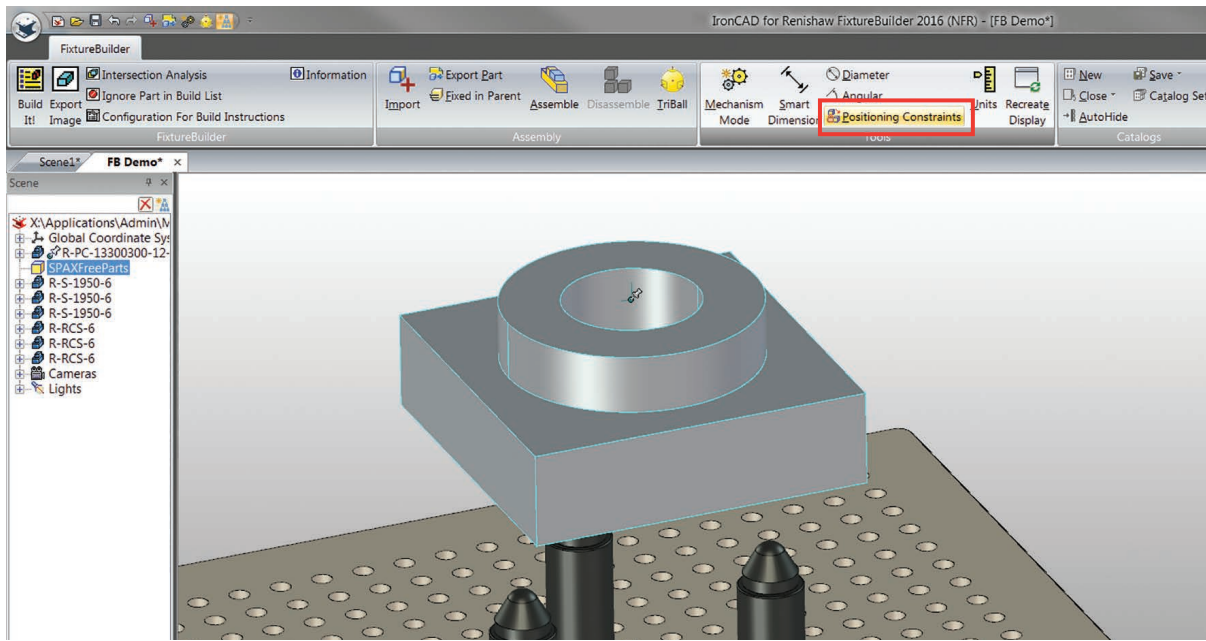 IronCAD for Renishaw FixtureBuilder 2016 (NFR) - [FB Demo*]
FixtureBuilder
Build It!
Export Image
Intersection Analysis
Ignore Part in Build List
Configuration For Build Instructions
Information
FixtureBuilder
Import
Export Part
Fixed in Parent
Assemble
Disassemble
TriBall
Assembly
Mechanism Mode
Smart Dimension
Diameter
Angular
Positioning Constraints
Units
Recreate Display
Tools
New
Close
AutoHide
Save
Catalog Set
Catalogs
Scene1*
FB Demo*
Scene
X:\Applications\Admin\M
Global Coordinate Sy
R-PC-13300300-12-
SPAXFreeParts
R-S-1950-6
R-S-1950-6
R-S-1950-6
R-RCS-6
R-RCS-6
R-RCS-6
Cameras
Lights